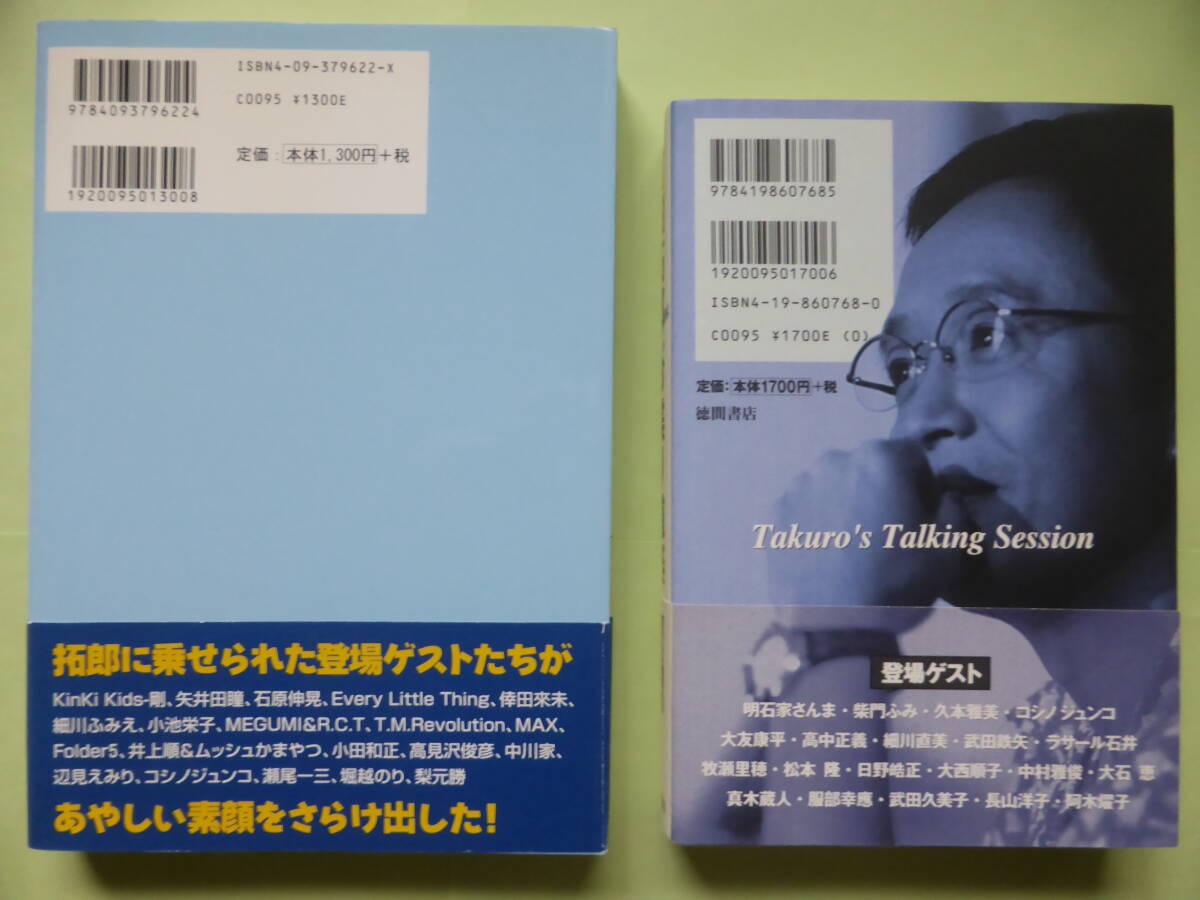 ISBN4-09-379622-X
9784093796224
C0095 ¥1300E
定価:本体1,300円+税
1920095013008
拓郎に乗せられた登場ゲストたちが
KinKi Kids-剛、矢井田瞳、石原伸晃、Every Little Thing、倖田來未、
細川ふみえ、小池栄子、MEGUMI&R.C.T、T.M.Revolution、MAX、
Folder5、井上順&ムッシュかまやつ、小田和正、高見沢俊彦、中川家、
辺見えみり、コシノジュンコ、瀬尾一三、堀越のり、梨元勝
あやしい素顔をさらけ出した!
9784198607685
1920095017006
ISBN4-19-860768-0
C0095 ¥1700E (0)
定価:本体1700円+税
徳間書店
Takuro's Talking Session
登場ゲスト
明石家さんま・柴門ふみ・久本雅美・コシノジュンコ
大友康平・高中正義・細川直美・武田鉄矢・ラサール石井
牧瀬里穂・松本 隆・日野皓正・大西順子・中村雅俊・大石 恵
真木蔵人・服部幸應・武田久美子・長山洋子・阿木燿子